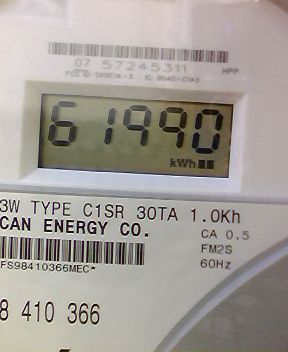 07 57245311
HPP
61990
kWh
3W TYPE C1SR 30TA 1.0Kh
CAN ENERGY CO.
CA 0.5
FM2S
60Hz
FS98410366MEC*
8 410 366